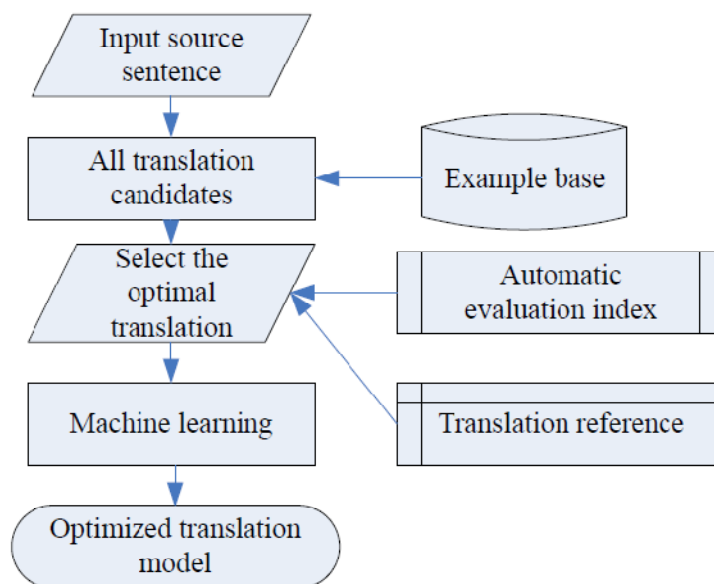 Input source
sentence
All translation
candidates
Example base
Select the
optimal
translation
Automatic
evaluation index
Machine learning
Translation reference
Optimized translation
model